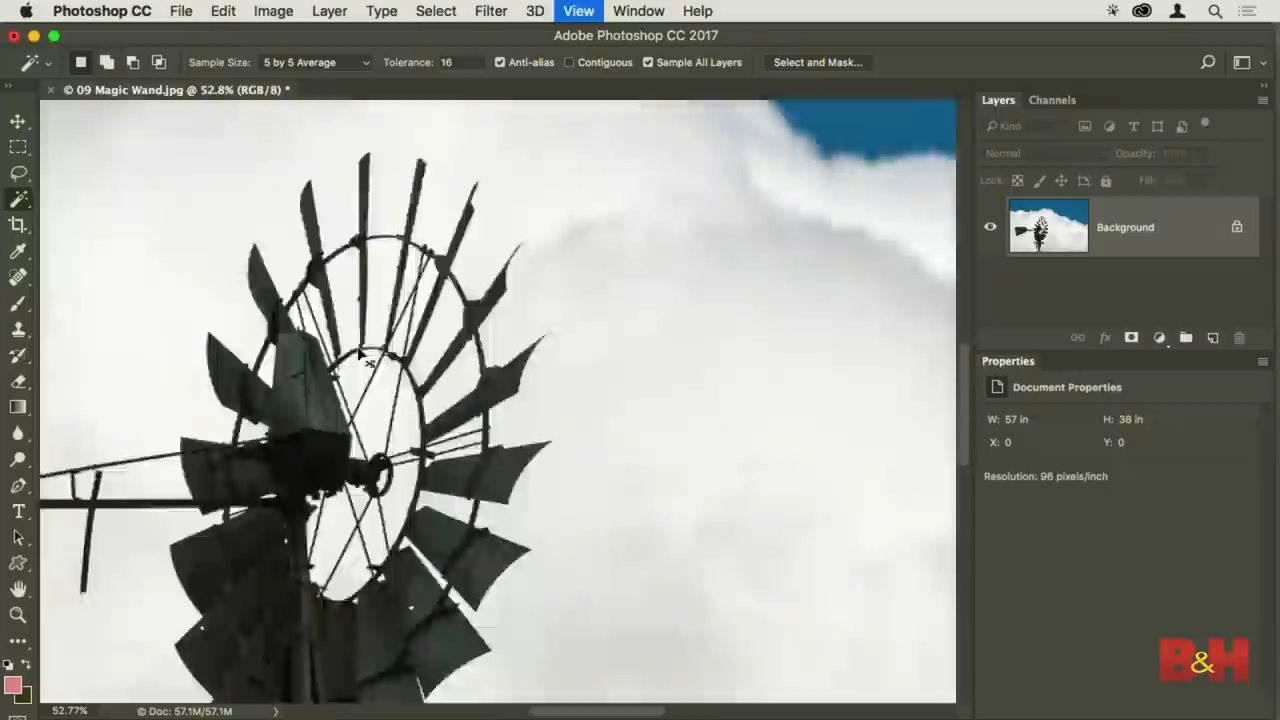 Photoshop CC File Edit Image Layer Type Select Filter 3D View Window Help
Adobe Photoshop CC 2017
Sample Size: 5 by 5 Average Tolerance: 16 Anti-alias Contiguous Sample All Layers Select and Mask...
© 09 Magic Wand.jpg @ 52.8% (RGB/8) *
Layers Channels
Kind
Normal Opacity:
Lock: Fill:
Background
fx
Properties
Document Properties
W: 57 in H: 38 in
X: 0 Y: 0
Resolution: 96 pixels/inch
B&H
52.77% © Doc: 57.1M/57.1M